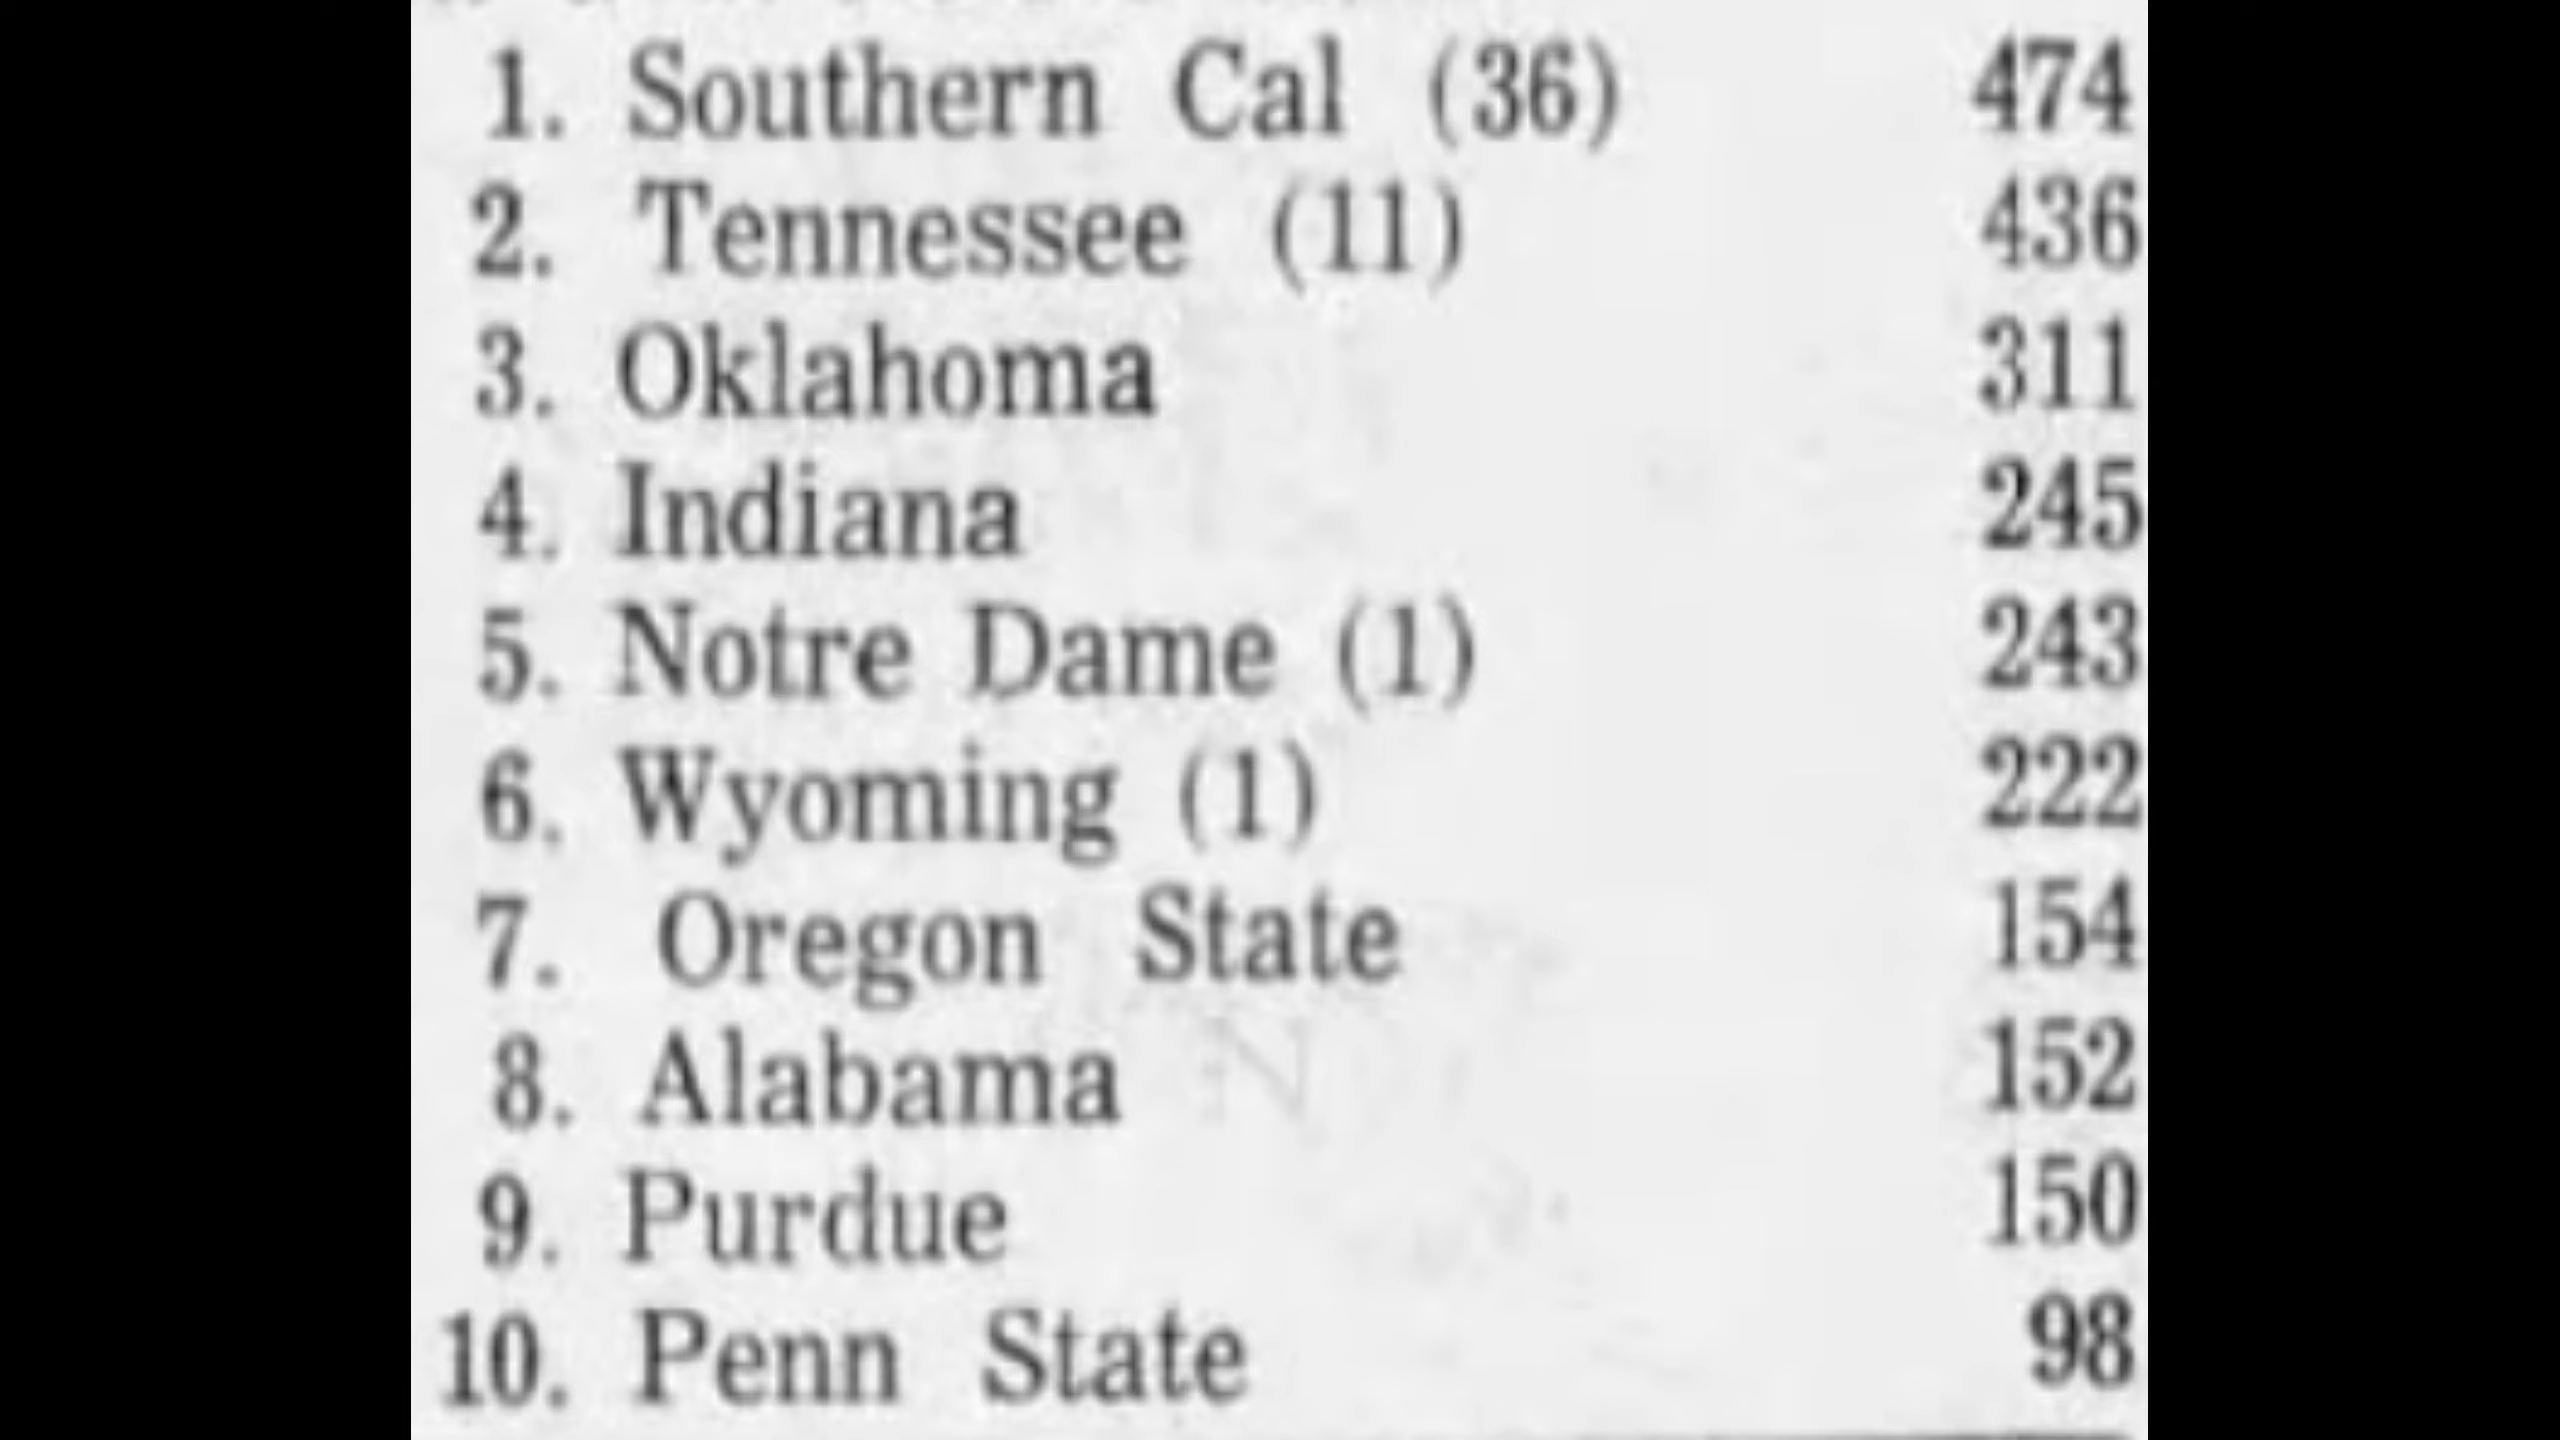 1. Southern Cal (36) 474
2. Tennessee (11) 436
3. Oklahoma 311
4. Indiana 245
5. Notre Dame (1) 243
6. Wyoming (1) 222
7. Oregon State 154
8. Alabama 152
9. Purdue 150
10. Penn State 98